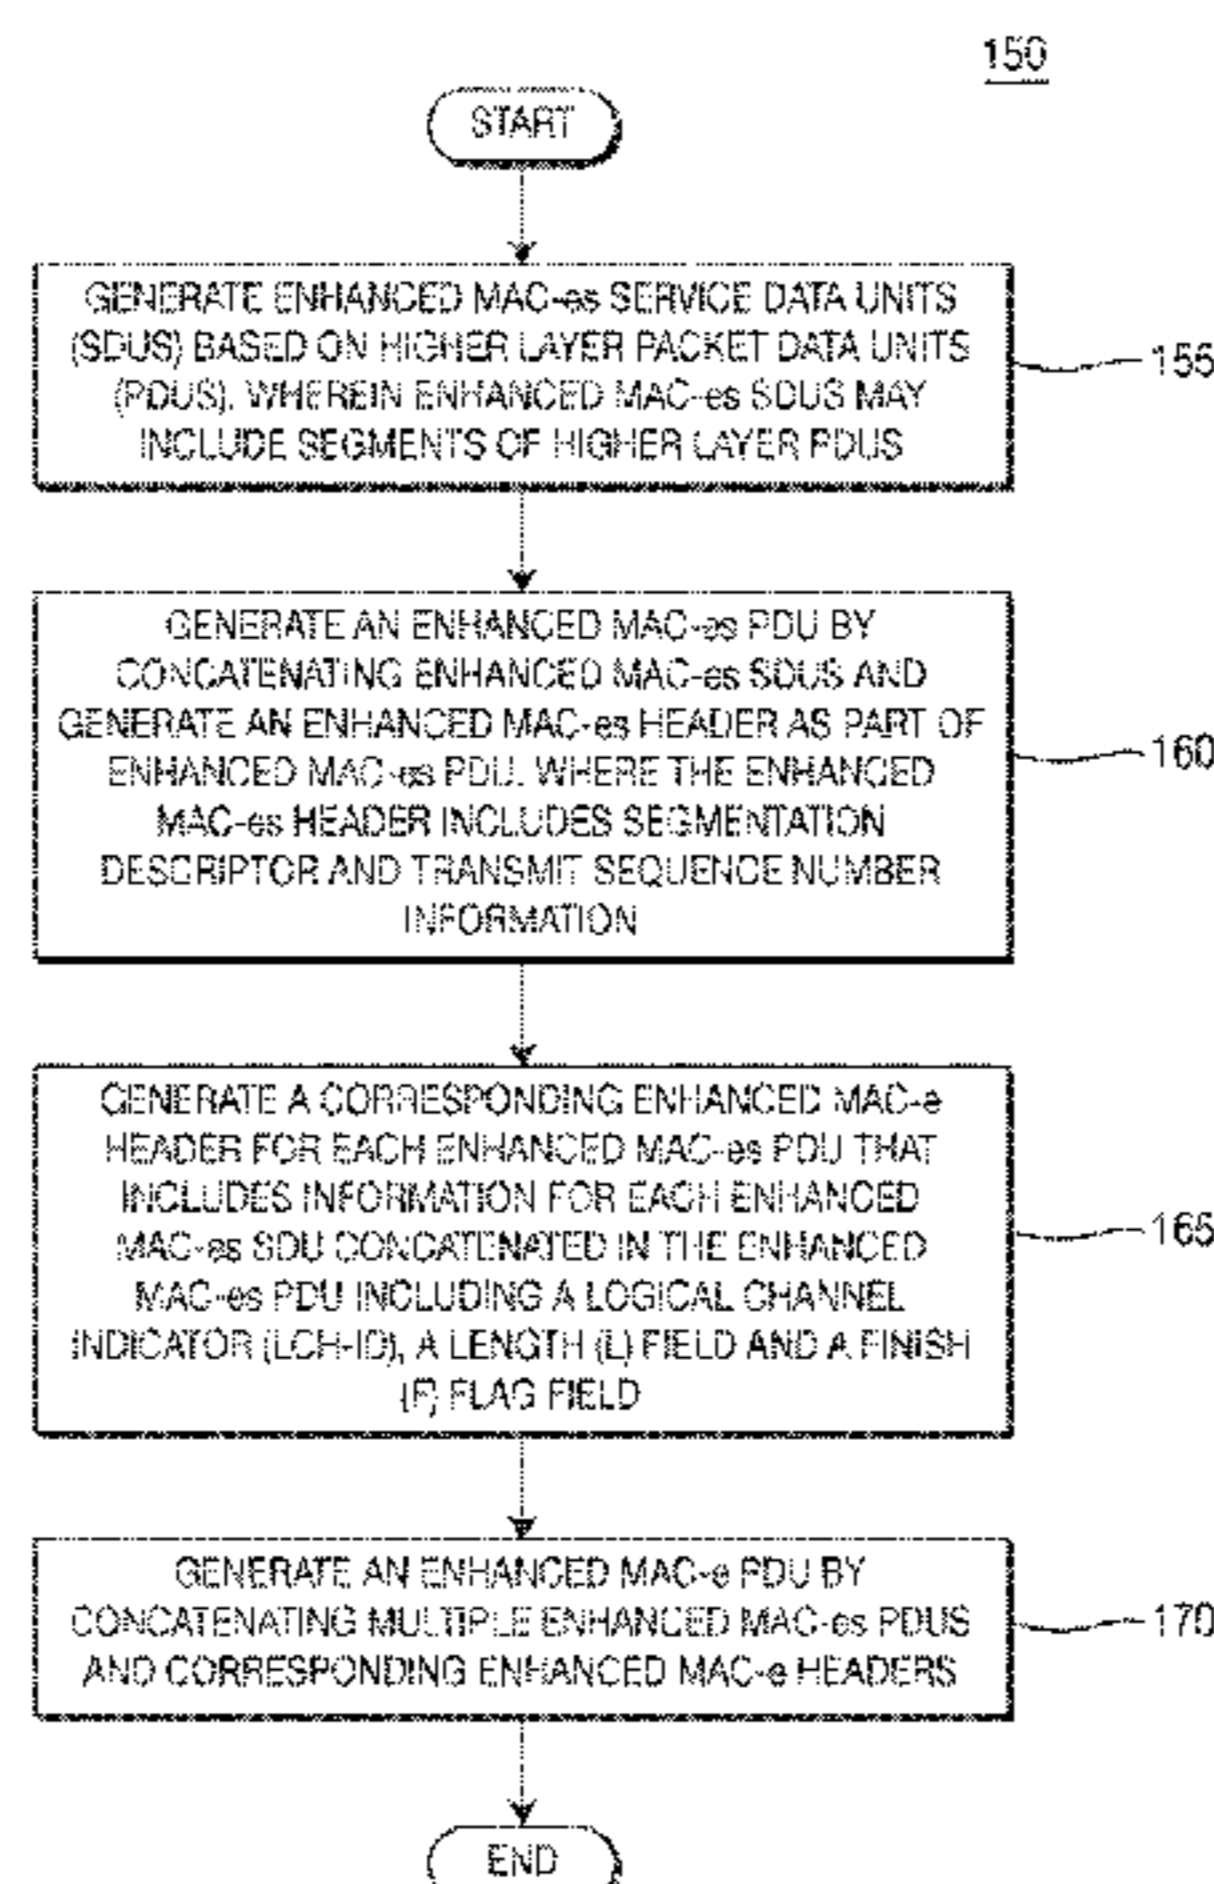 150
START
GENERATE ENHANCED MAC-es SERVICE DATA UNITS
(SDUS) BASED ON HIGHER LAYER PACKET DATA UNITS
(PDUS), WHEREIN ENHANCED MAC-es SDUS MAY
INCLUDE SEGMENTS OF HIGHER LAYER PDUS
155
GENERATE AN ENHANCED MAC-es PDU BY
CONCATENATING ENHANCED MAC-es SDUS AND
GENERATE AN ENHANCED MAC-es HEADER AS PART OF
ENHANCED MAC-es PDU, WHERE THE ENHANCED
MAC-es HEADER INCLUDES SEGMENTATION
DESCRIPTOR AND TRANSMIT SEQUENCE NUMBER
INFORMATION
160
GENERATE A CORRESPONDING ENHANCED MAC-e
HEADER FOR EACH ENHANCED MAC-es PDU THAT
INCLUDES INFORMATION FOR EACH ENHANCED
MAC-es SDU CONCATENATED IN THE ENHANCED
MAC-es PDU INCLUDING A LOGICAL CHANNEL
INDICATOR (LCH-ID), A LENGTH (L) FIELD AND A FINISH
(F) FLAG FIELD
165
GENERATE AN ENHANCED MAC-e PDU BY
CONCATENATING MULTIPLE ENHANCED MAC-es PDUS
AND CORRESPONDING ENHANCED MAC-e HEADERS
170
END